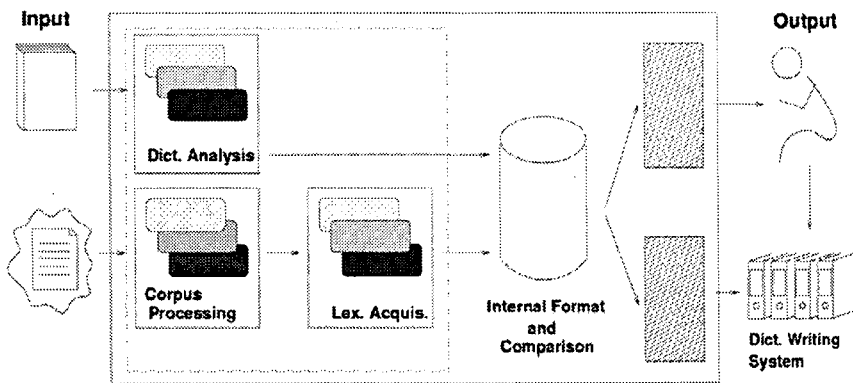 Input
Output
Dict. Analysis
Corpus
Processing
Lex. Acquis.
Internal Format
and
Comparison
Dict. Writing
System